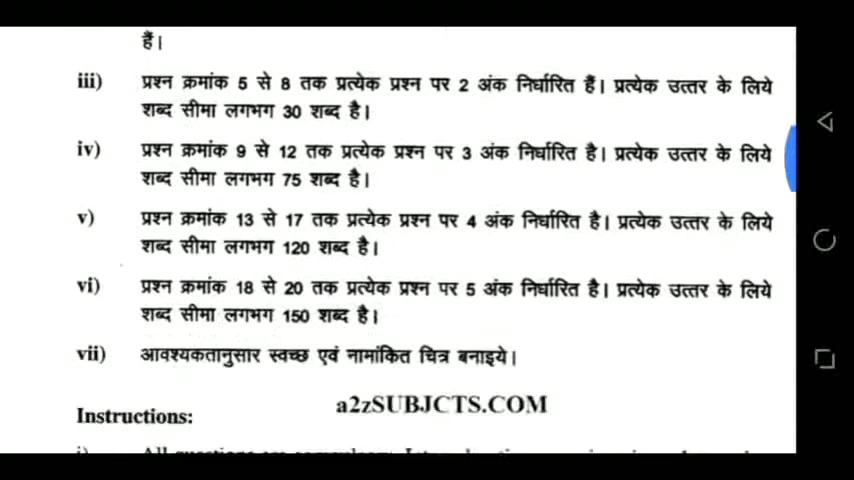 हैं।
iii) प्रश्न क्रमांक 5 से 8 तक प्रत्येक प्रश्न पर 2 अंक निर्धारित हैं। प्रत्येक उत्तर के लिये
शब्द सीमा लगभग 30 शब्द है।
iv) प्रश्न क्रमांक 9 से 12 तक प्रत्येक प्रश्न पर 3 अंक निर्धारित है। प्रत्येक उत्तर के लिये
शब्द सीमा लगभग 75 शब्द है।
v) प्रश्न क्रमांक 13 से 17 तक प्रत्येक प्रश्न पर 4 अंक निर्धारित है। प्रत्येक उत्तर के लिये
शब्द सीमा लगभग 120 शब्द है।
vi) प्रश्न क्रमांक 18 से 20 तक प्रत्येक प्रश्न पर 5 अंक निर्धारित है। प्रत्येक उत्तर के लिये
शब्द सीमा लगभग 150 शब्द है।
vii) आवश्यकतानुसार स्वच्छ एवं नामांकित चित्र बनाइये।
a2zSUBJCTS.COM
Instructions:
i) All questions are compulsory.